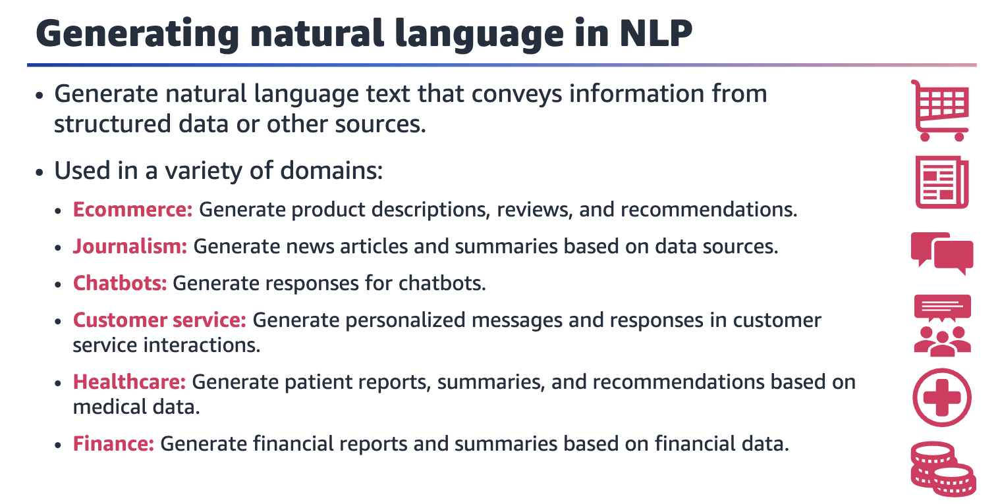 Generating natural language in NLP
• Generate natural language text that conveys information from
structured data or other sources.
• Used in a variety of domains:
• Ecommerce: Generate product descriptions, reviews, and recommendations.
• Journalism: Generate news articles and summaries based on data sources.
• Chatbots: Generate responses for chatbots.
• Customer service: Generate personalized messages and responses in customer
service interactions.
• Healthcare: Generate patient reports, summaries, and recommendations based on
medical data.
• Finance: Generate financial reports and summaries based on financial data.